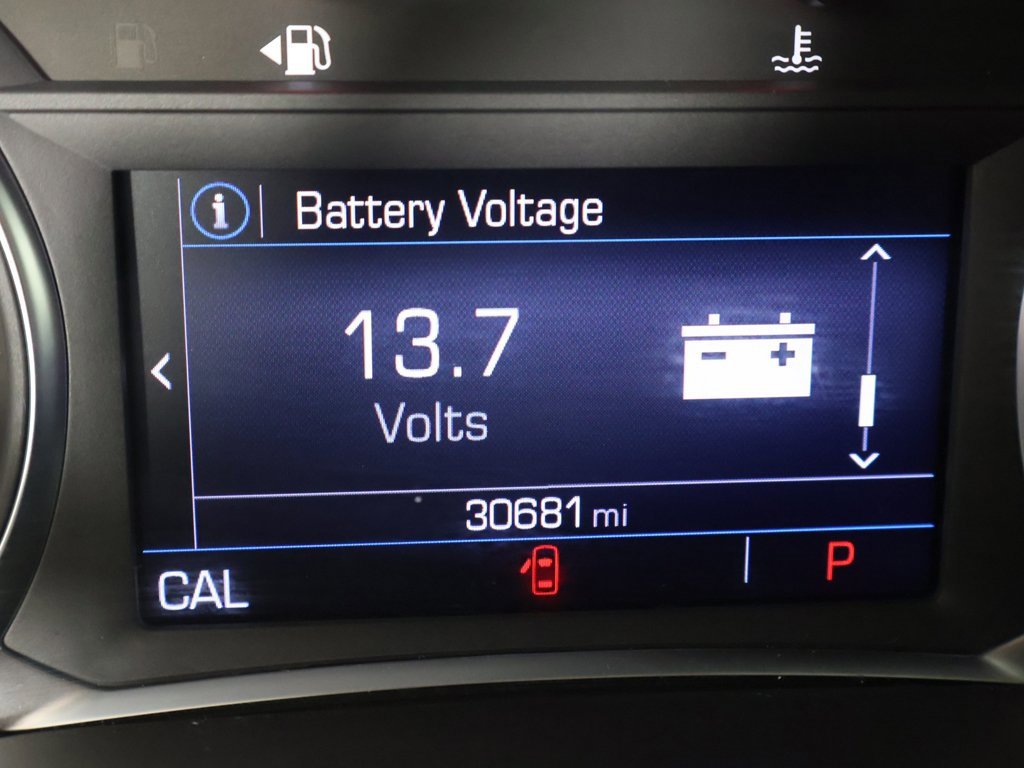 Battery Voltage
13.7
Volts
30681 mi
CAL P